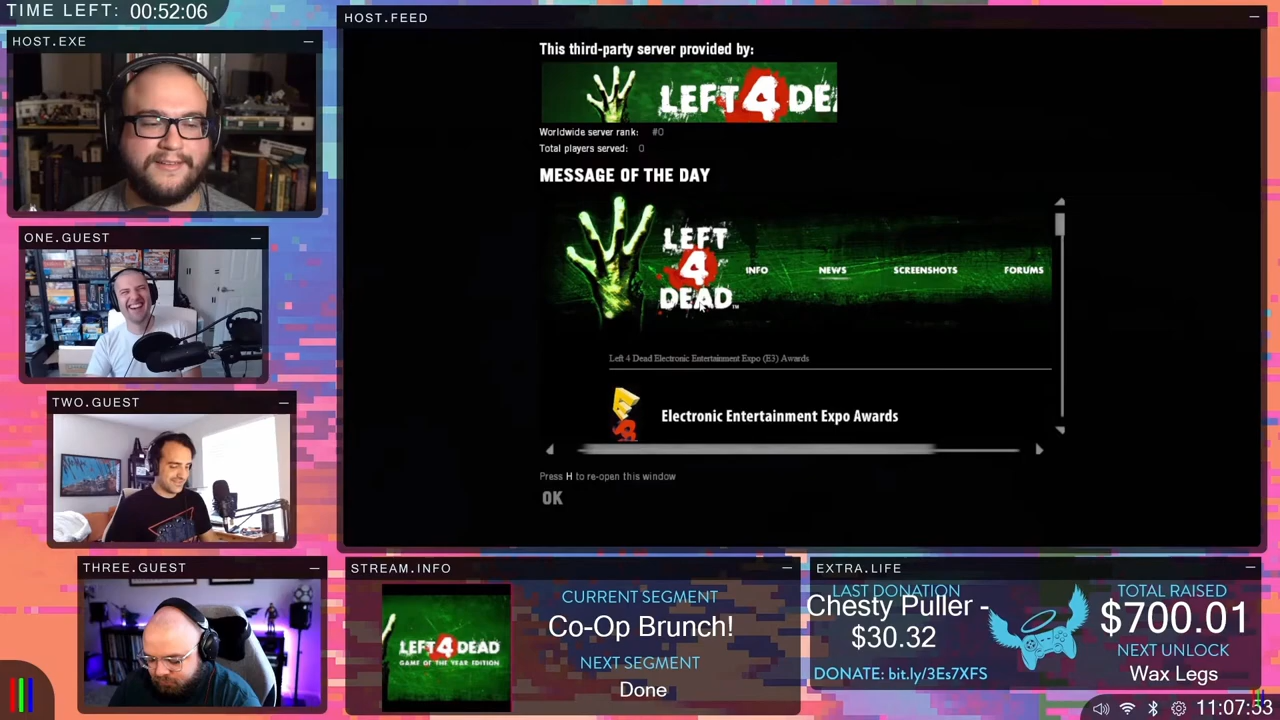 TIME LEFT: 00:52:06
HOST.EXE
ONE.GUEST
TWO.GUEST
THREE.GUEST
HOST.FEED
This third-party server provided by:
LEFT 4 DE
Worldwide server rank: #0
Total players served: 0
MESSAGE OF THE DAY
LEFT
4
DEAD™
INFO NEWS SCREENSHOTS FORUMS
Left 4 Dead Electronic Entertainment Expo (E3) Awards
Electronic Entertainment Expo Awards
Press H to re-open this window
OK
STREAM.INFO
LEFT 4 DEAD
GAME OF THE YEAR EDITION
CURRENT SEGMENT
Co-Op Brunch!
NEXT SEGMENT
Done
EXTRA.LIFE
LAST DONATION
Chesty Puller -
$30.32
DONATE: bit.ly/3Es7XFS
TOTAL RAISED
$700.01
NEXT UNLOCK
Wax Legs
11:07:53